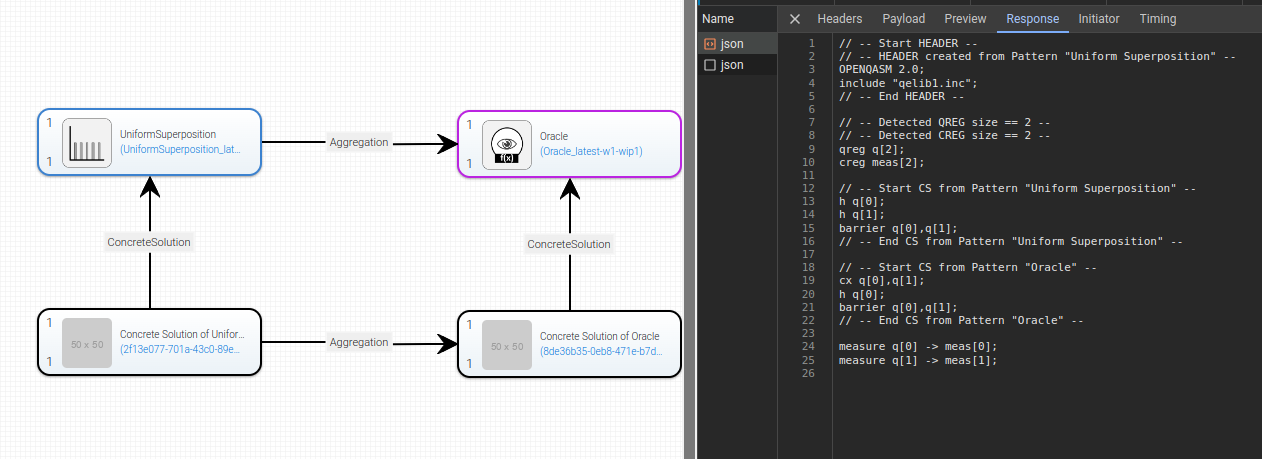 1
1
UniformSuperposition
(UniformSuperposition_lat...
Aggregation
1
1
f(x)
Oracle
(Oracle_latest-w1-wip1)
ConcreteSolution
ConcreteSolution
1
1
50 x 50
Concrete Solution of Unifor...
(2f13e077-701a-43c0-89e...
Aggregation
1
1
50 x 50
Concrete Solution of Oracle
(8de36b35-0eb8-471e-b7d...
Name
Headers Payload Preview Response Initiator Timing
json
json
1 // -- Start HEADER --
2 // -- HEADER created from Pattern "Uniform Superposition" --
3 OPENQASM 2.0;
4 include "qelib1.inc";
5 // -- End HEADER --
6
7 // -- Detected QREG size == 2 --
8 // -- Detected CREG size == 2 --
9 qreg q[2];
10 creg meas[2];
11
12 // -- Start CS from Pattern "Uniform Superposition" --
13 h q[0];
14 h q[1];
15 barrier q[0],q[1];
16 // -- End CS from Pattern "Uniform Superposition" --
17
18 // -- Start CS from Pattern "Oracle" --
19 cx q[0],q[1];
20 h q[0];
21 barrier q[0],q[1];
22 // -- End CS from Pattern "Oracle" --
23
24 measure q[0] -> meas[0];
25 measure q[1] -> meas[1];
26